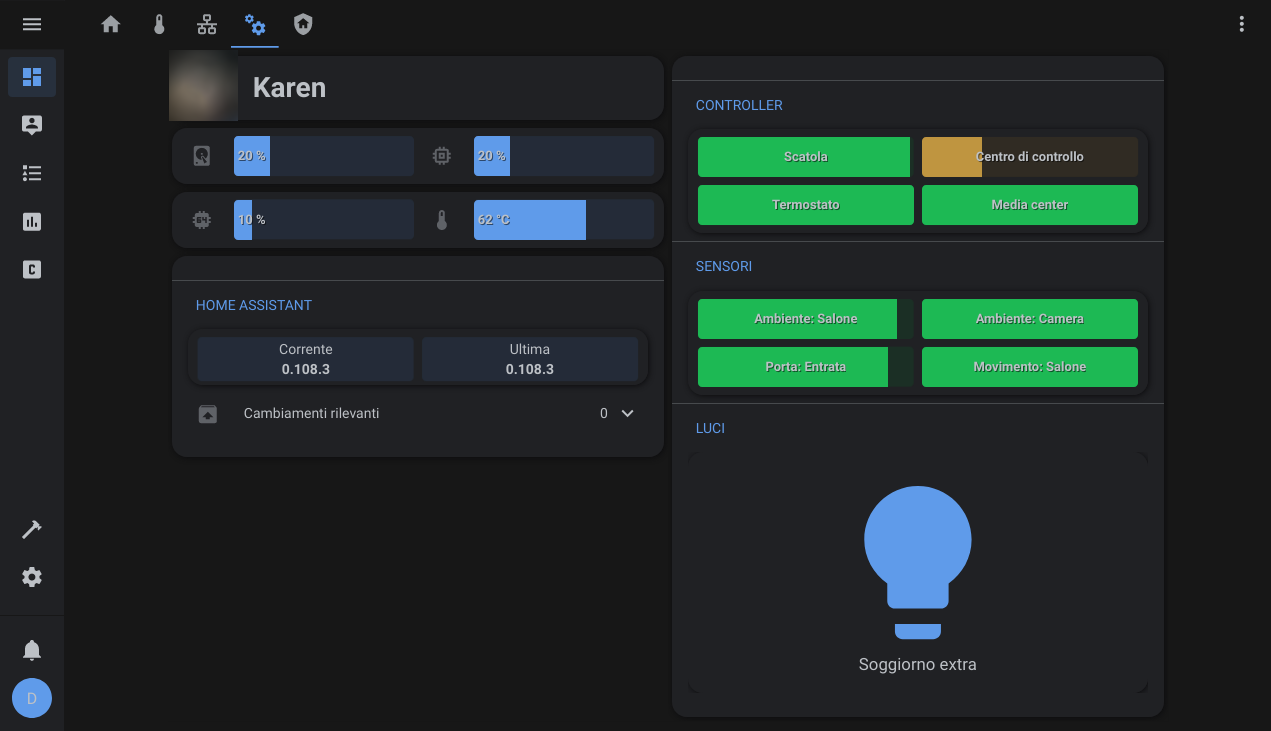 Karen
20 %
20 %
10 %
62 °C
HOME ASSISTANT
Corrente
0.108.3
Ultima
0.108.3
Cambiamenti rilevanti
0
CONTROLLER
Scatola
Centro di controllo
Termostato
Media center
SENSORI
Ambiente: Salone
Ambiente: Camera
Porta: Entrata
Movimento: Salone
LUCI
Soggiorno extra
C
D